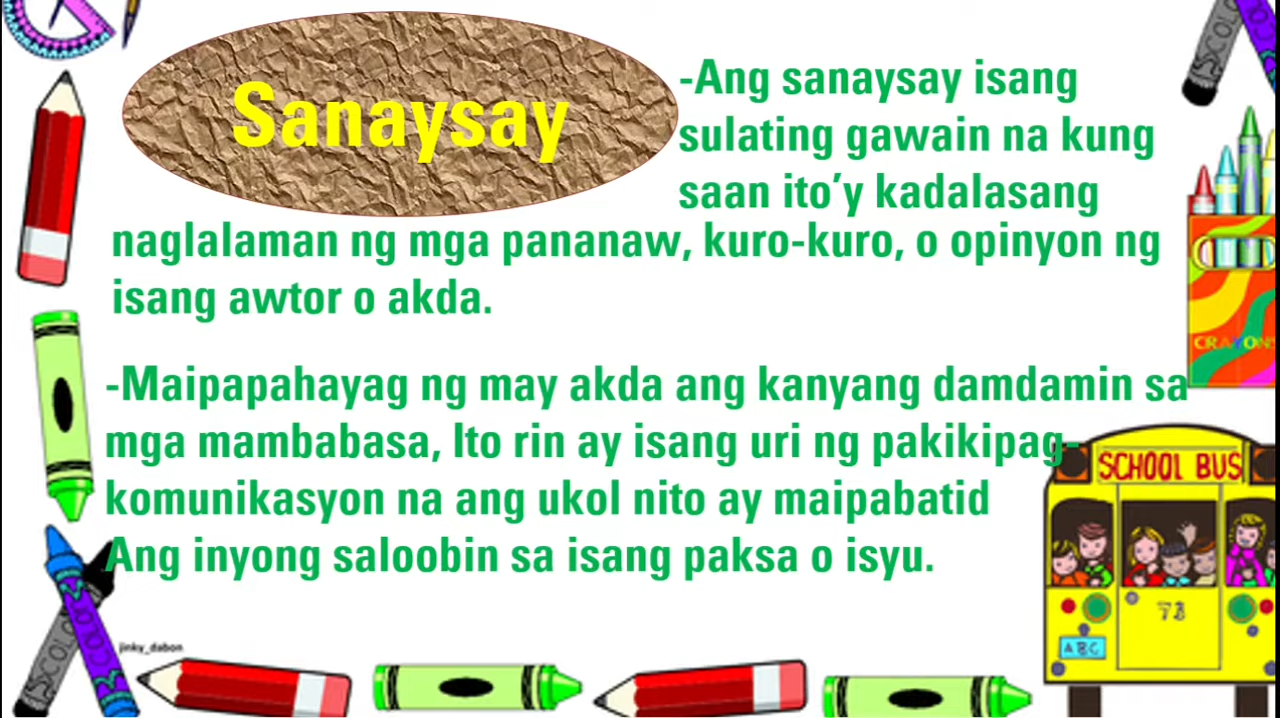 Sanaysay
-Ang sanaysay isang
sulating gawain na kung
saan ito'y kadalasang
naglalaman ng mga pananaw, kuro-kuro, o opinyon ng
isang awtor o akda.
-Maipapahayag ng may akda ang kanyang damdamin sa
mga mambabasa, Ito rin ay isang uri ng pakikipag-
komunikasyon na ang ukol nito ay maipabatid
Ang inyong saloobin sa isang paksa o isyu.
CRAYONS
SCHOOL BUS
73
ABC
jinky_dabon